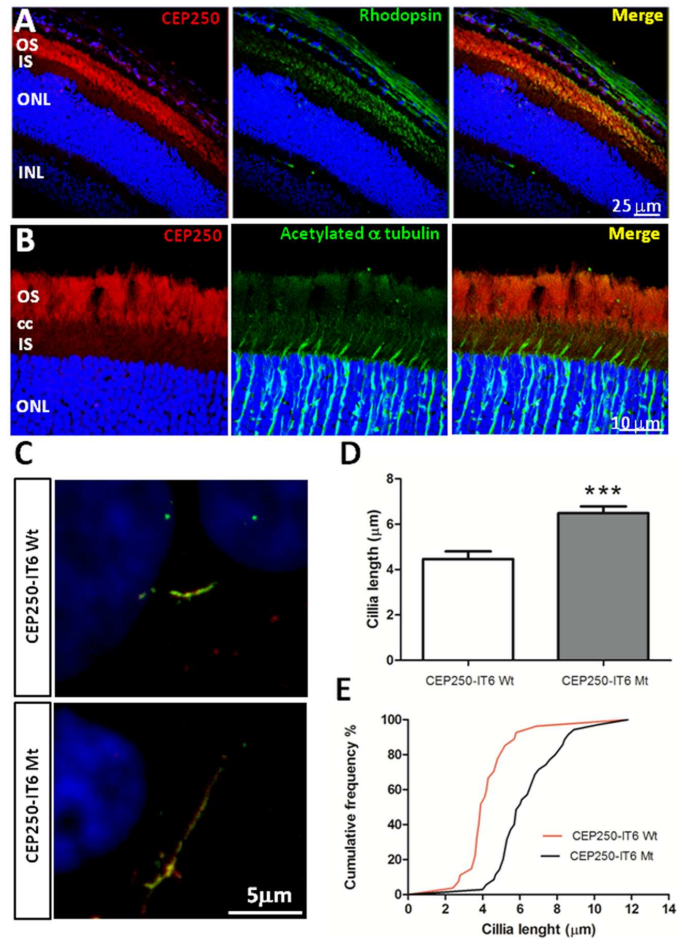 A
CEP250
Rhodopsin
Merge
OS
IS
ONL
INL
25 µm
B
CEP250
Acetylated α tubulin
Merge
OS
cc
IS
ONL
10 µm
C
CEP250-IT6 Wt
CEP250-IT6 Mt
5µm
D
***
Cillia length (µm)
8
6
4
2
0
CEP250-IT6 Wt
CEP250-IT6 Mt
E
Cumulative frequency %
100
80
60
40
20
0
CEP250-IT6 Wt
CEP250-IT6 Mt
0 2 4 6 8 10 12 14
Cillia lenght (µm)